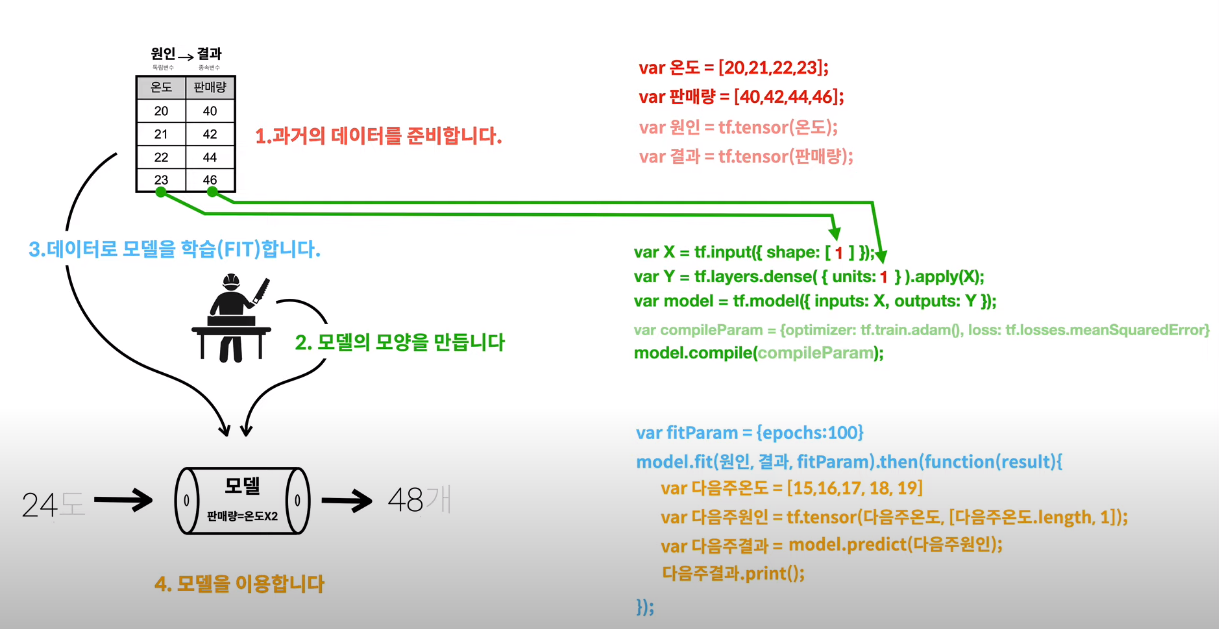 원인 → 결과
독립변수 종속변수
온도 판매량
20 40
21 42
22 44
23 46
1.과거의 데이터를 준비합니다.
3.데이터로 모델을 학습(FIT)합니다.
2. 모델의 모양을 만듭니다
24도
모델
판매량=온도X2
48개
4. 모델을 이용합니다
var 온도 = [20,21,22,23];
var 판매량 = [40,42,44,46];
var 원인 = tf.tensor(온도);
var 결과 = tf.tensor(판매량);
var X = tf.input({ shape: [ 1 ] });
var Y = tf.layers.dense( { units: 1 } ).apply(X);
var model = tf.model({ inputs: X, outputs: Y });
var compileParam = {optimizer: tf.train.adam(), loss: tf.losses.meanSquaredError}
model.compile(compileParam);
var fitParam = {epochs:100}
model.fit(원인, 결과, fitParam).then(function(result){
var 다음주온도 = [15,16,17, 18, 19]
var 다음주원인 = tf.tensor(다음주온도, [다음주온도.length, 1]);
var 다음주결과 = model.predict(다음주원인);
다음주결과.print();
});